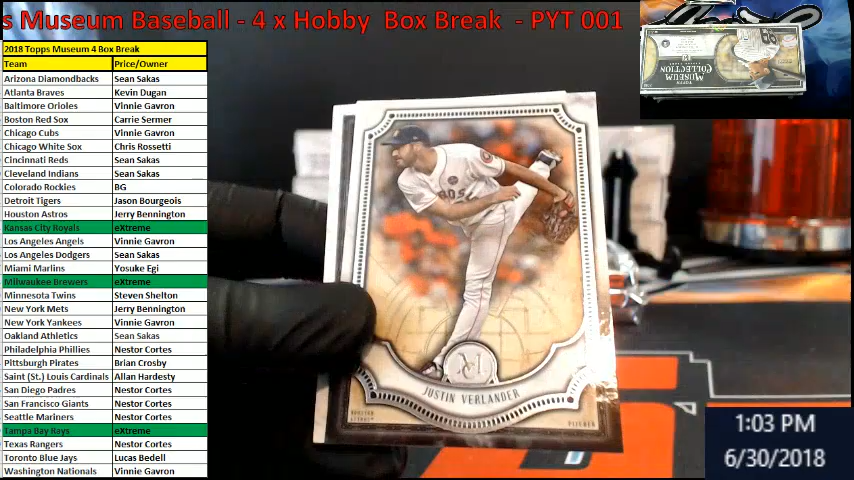 s Museum Baseball - 4 x Hobby Box Break - PYT 001
2018 Topps Museum 4 Box Break
Team Price/Owner
Arizona Diamondbacks Sean Sakas
Atlanta Braves Kevin Dugan
Baltimore Orioles Vinnie Gavron
Boston Red Sox Carrie Sermer
Chicago Cubs Vinnie Gavron
Chicago White Sox Chris Rossetti
Cincinnati Reds Sean Sakas
Cleveland Indians Sean Sakas
Colorado Rockies BG
Detroit Tigers Jason Bourgeois
Houston Astros Jerry Bennington
Kansas City Royals eXtreme
Los Angeles Angels Vinnie Gavron
Los Angeles Dodgers Sean Sakas
Miami Marlins Yosuke Egi
Milwaukee Brewers eXtreme
Minnesota Twins Steven Shelton
New York Mets Jerry Bennington
New York Yankees Vinnie Gavron
Oakland Athletics Sean Sakas
Philadelphia Phillies Nestor Cortes
Pittsburgh Pirates Brian Crosby
Saint (St.) Louis Cardinals Allan Hardesty
San Diego Padres Nestor Cortes
San Francisco Giants Nestor Cortes
Seattle Mariners Nestor Cortes
Tampa Bay Rays eXtreme
Texas Rangers Nestor Cortes
Toronto Blue Jays Lucas Bedell
Washington Nationals Vinnie Gavron
TOPPS
MUSEUM
COLLECTION
JUSTIN VERLANDER
HOUSTON
ASTROS
PITCHER
1:03 PM
6/30/2018